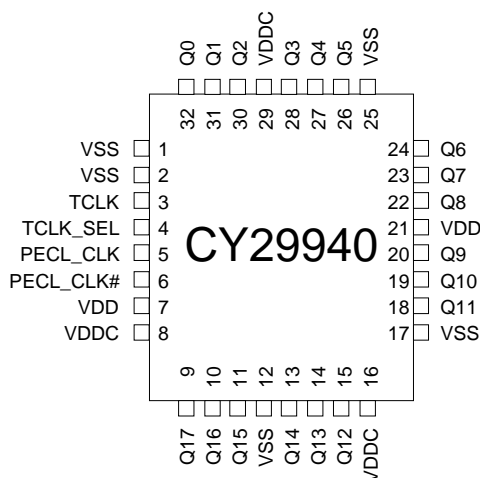 Q0 Q1 Q2 VDDC Q3 Q4 Q5 VSS
32 31 30 29 28 27 26 25
VSS 1
VSS 2
TCLK 3
TCLK_SEL 4
PECL_CLK 5
PECL_CLK# 6
VDD 7
VDDC 8
CY29940
24 Q6
23 Q7
22 Q8
21 VDD
20 Q9
19 Q10
18 Q11
17 VSS
9 10 11 12 13 14 15 16
Q17 Q16 Q15 VSS Q14 Q13 Q12 VDDC